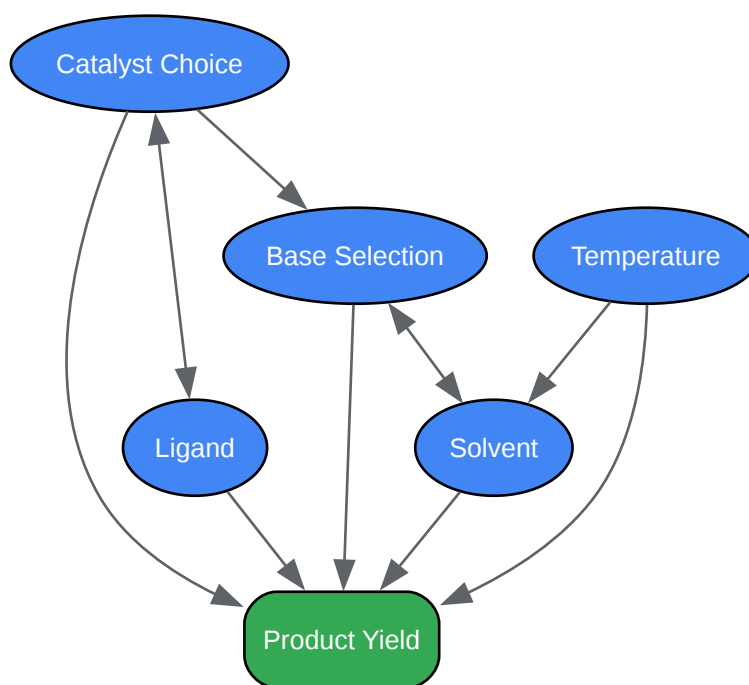 Catalyst Choice
Base Selection
Temperature
Ligand
Solvent
Product Yield